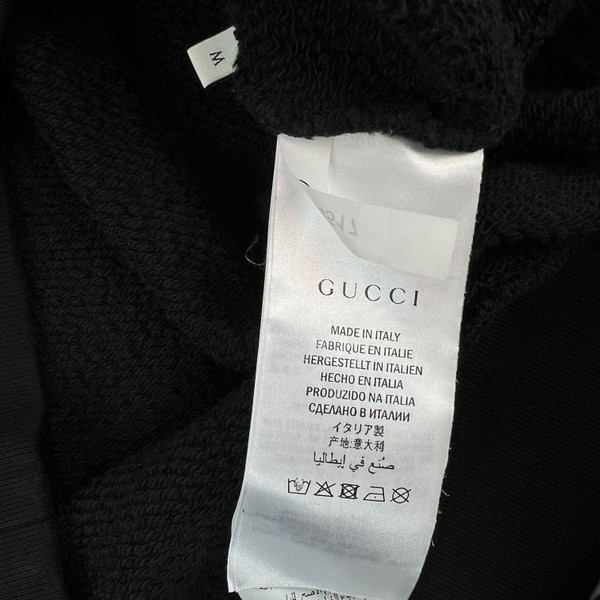 M
GUCCI
MADE IN ITALY
FABRIQUE EN ITALIE
HERGESTELLT IN ITALIEN
HECHO EN ITALIA
PRODUZIDO NA ITALIA
СДЕЛАНО В ИТАЛИИ
イタリア製
产地:意大利
صُنع في إيطاليا